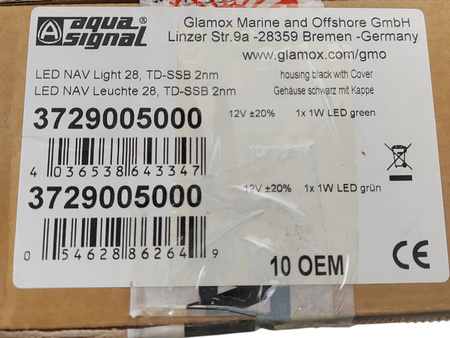 aqua signal
Glamox Marine and Offshore GmbH
Linzer Str.9a -28359 Bremen -Germany
www.glamox.com/gmo
LED NAV Light 28, TD-SSB 2nm
housing black with Cover
LED NAV Leuchte 28, TD-SSB 2nm
Gehäuse schwarz mit Kappe
3729005000
12V ±20% 1x 1W LED green
4 036538 643347
3729005000
12V ±20% 1x 1W LED grün
0 54628 86264 9
10 OEM
CE